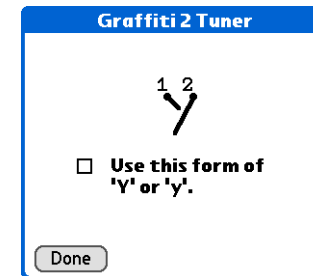 Graffiti 2 Tuner
1 2
Use this form of
'Y' or 'y'.
Done